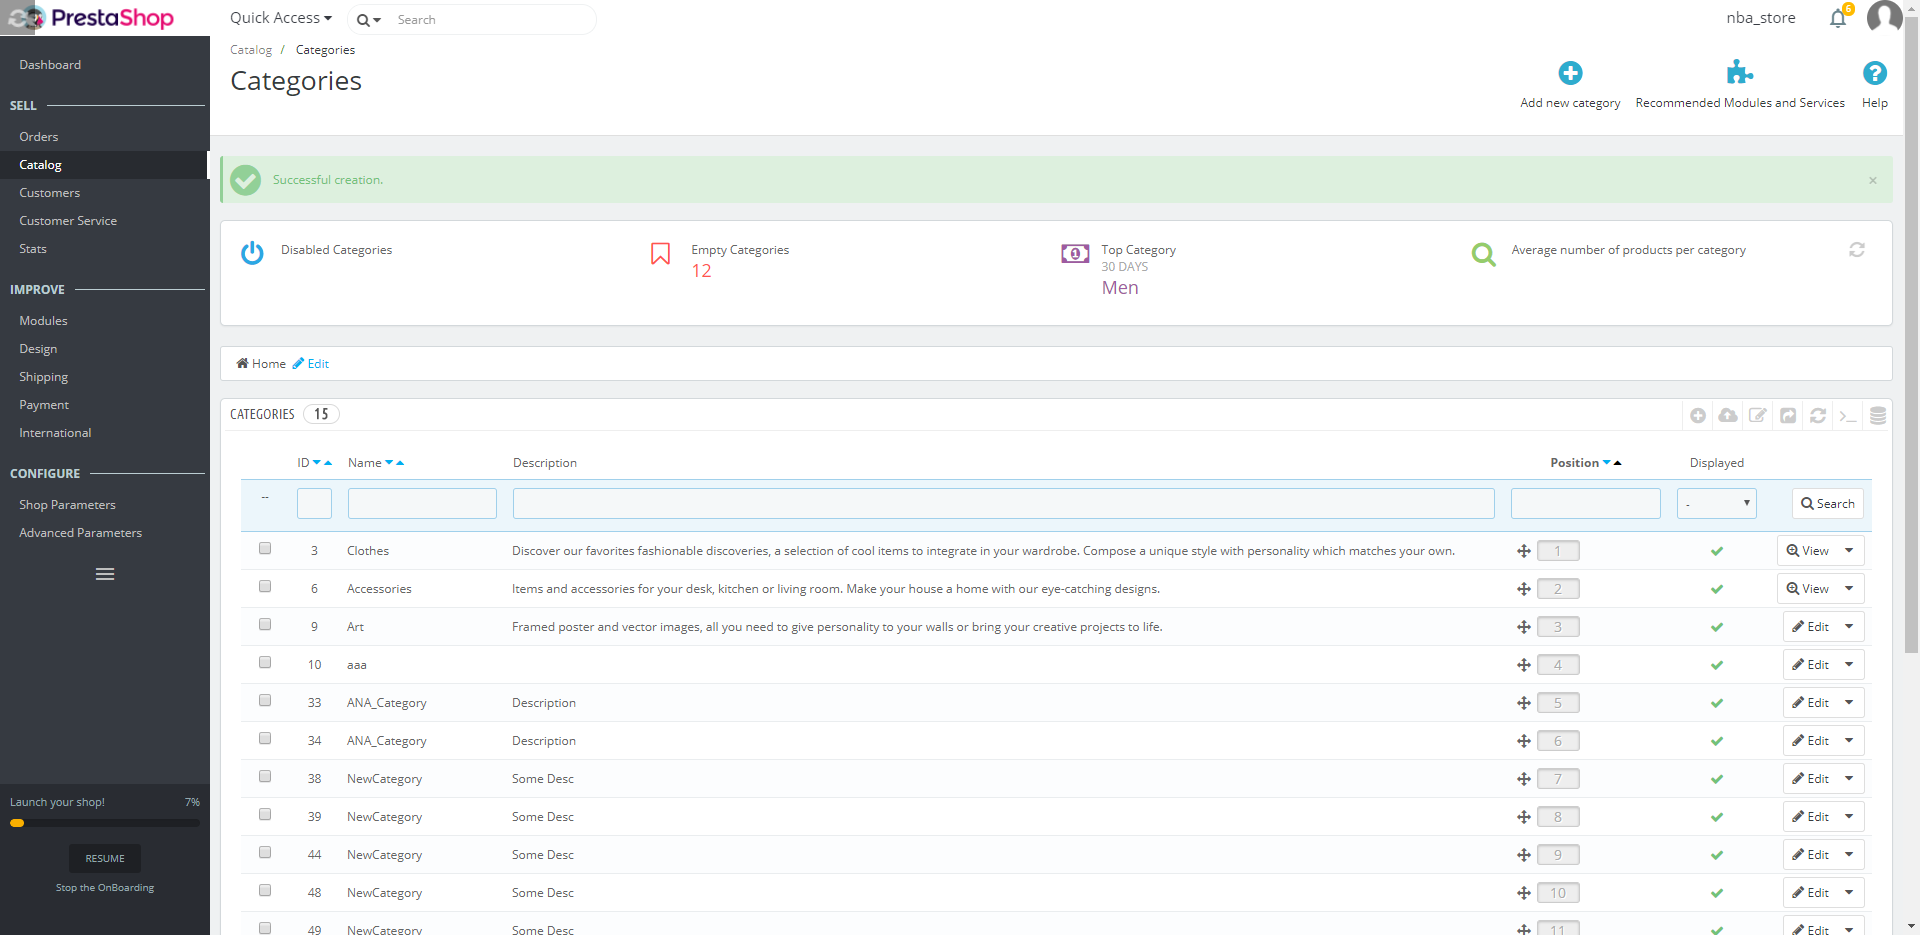 PrestaShop
Quick Access
Search
nba_store
6
Catalog / Categories
Categories
Add new category
Recommended Modules and Services
Help
Dashboard
SELL
Orders
Catalog
Customers
Customer Service
Stats
IMPROVE
Modules
Design
Shipping
Payment
International
CONFIGURE
Shop Parameters
Advanced Parameters
Launch your shop! 7%
RESUME
Stop the OnBoarding
Successful creation. ×
Disabled Categories
Empty Categories
12
Top Category
30 DAYS
Men
Average number of products per category
Home Edit
CATEGORIES 15
ID Name Description Position Displayed
-- - Search
3 Clothes Discover our favorites fashionable discoveries, a selection of cool items to integrate in your wardrobe. Compose a unique style with personality which matches your own. 1 View
6 Accessories Items and accessories for your desk, kitchen or living room. Make your house a home with our eye-catching designs. 2 View
9 Art Framed poster and vector images, all you need to give personality to your walls or bring your creative projects to life. 3 Edit
10 aaa 4 Edit
33 ANA_Category Description 5 Edit
34 ANA_Category Description 6 Edit
38 NewCategory Some Desc 7 Edit
39 NewCategory Some Desc 8 Edit
44 NewCategory Some Desc 9 Edit
48 NewCategory Some Desc 10 Edit
49 NewCategory Some Desc 11 Edit